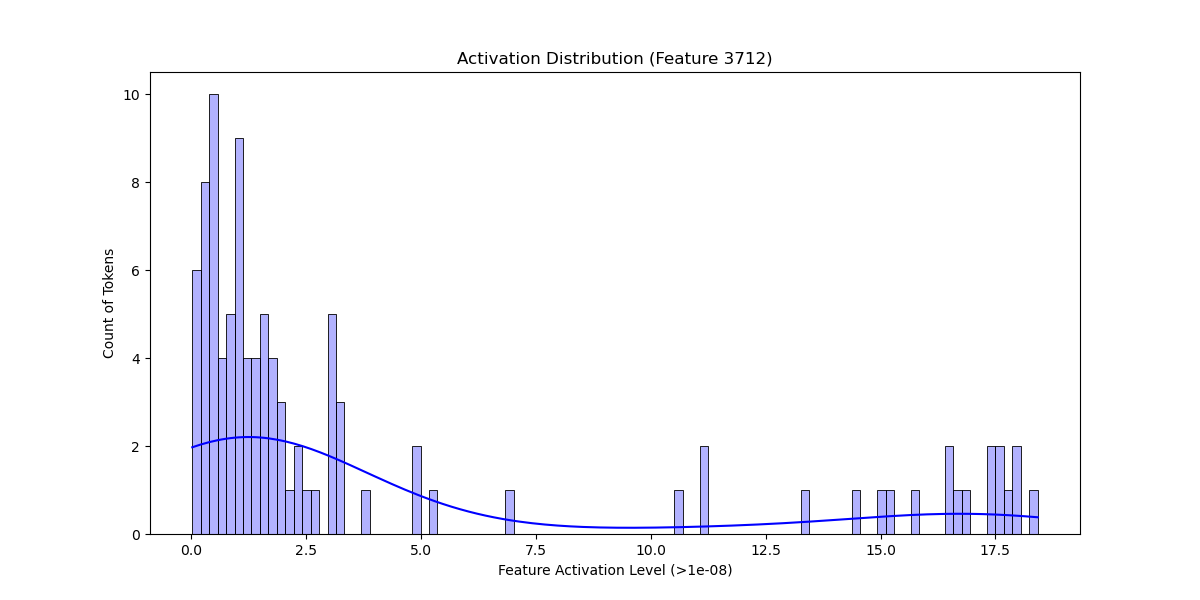 Activation Distribution (Feature 3712)
10
8
6
4
2
0
Count of Tokens
0.0 2.5 5.0 7.5 10.0 12.5 15.0 17.5
Feature Activation Level (>1e-08)